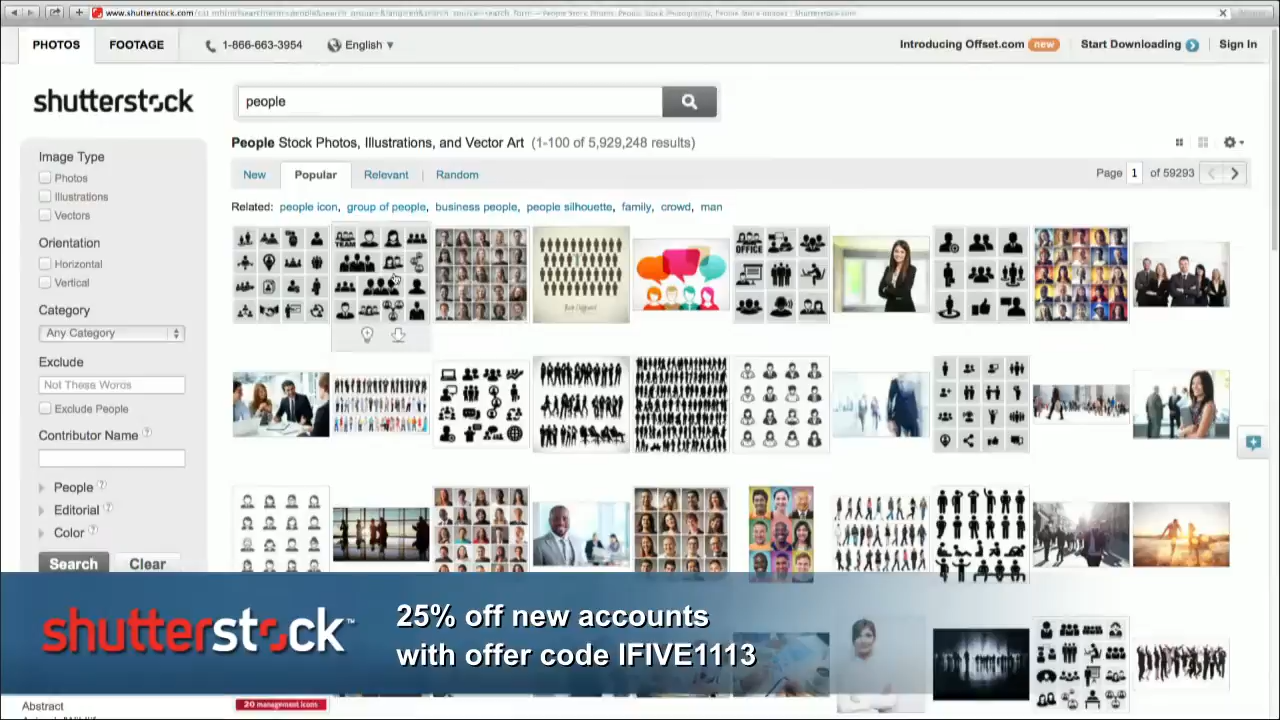 www.shutterstock.com
PHOTOS FOOTAGE 1-866-663-3954 English Introducing Offset.com new Start Downloading Sign In
shutterstock
people
People Stock Photos, Illustrations, and Vector Art (1-100 of 5,929,248 results)
New Popular Relevant Random Page 1 of 59293
Related: people icon, group of people, business people, people silhouette, family, crowd, man
Image Type
Photos
Illustrations
Vectors
Orientation
Horizontal
Vertical
Category
Any Category
Exclude
Not These Words
Exclude People
Contributor Name ?
People ?
Editorial ?
Color ?
Search Clear
TEAM
OFFICE
shutterstock™
25% off new accounts
with offer code IFIVE1113
20 management icons
Abstract